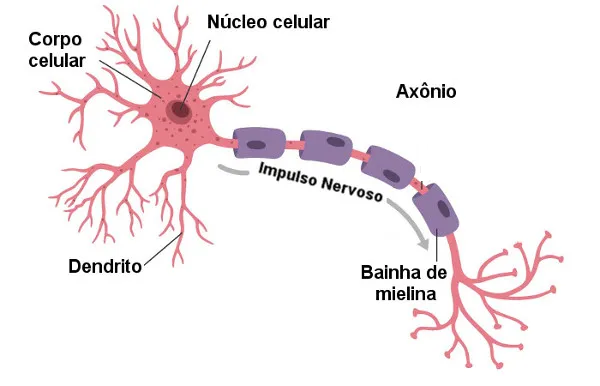 Núcleo celular
Corpo
celular
Axônio
Impulso Nervoso
Dendrito
Bainha de
mielina